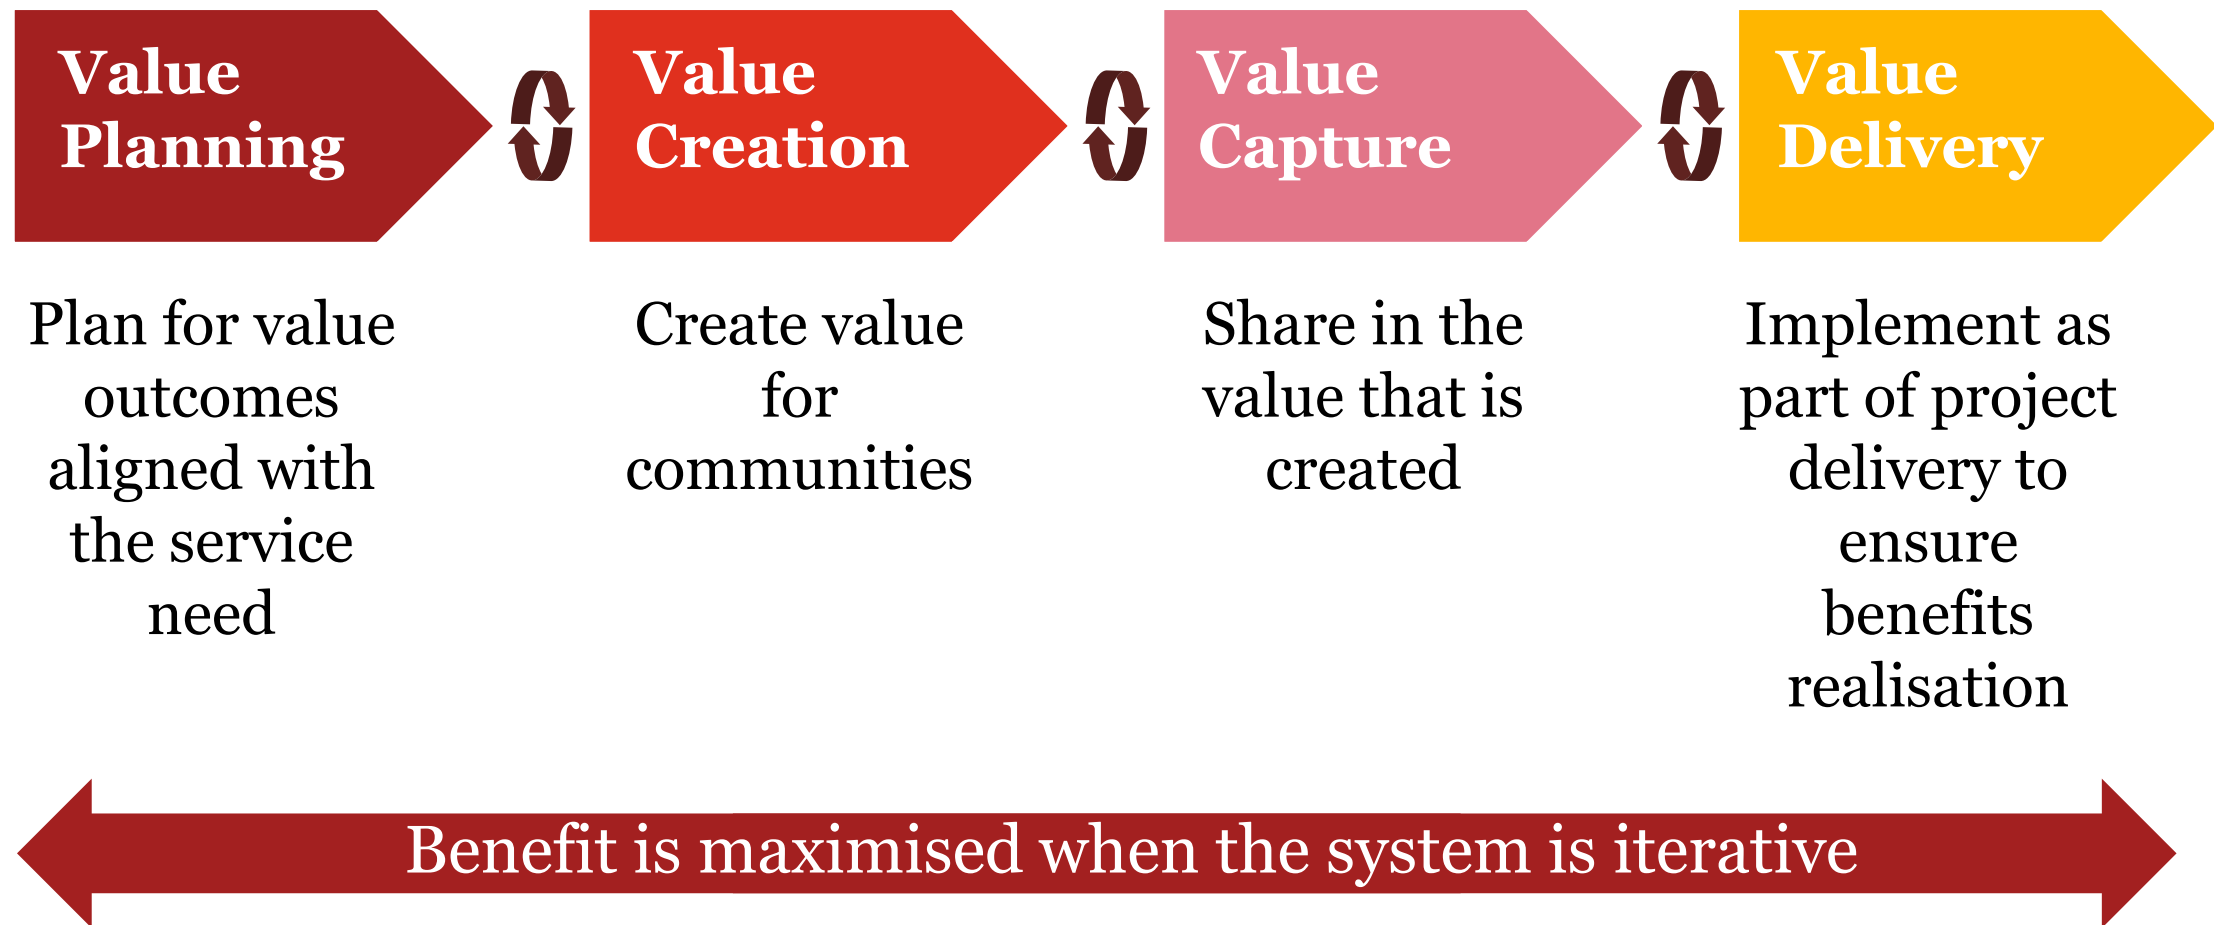 Value
Planning
Value
Creation
Value
Capture
Value
Delivery
Plan for value
outcomes
aligned with
the service
need
Create value
for
communities
Share in the
value that is
created
Implement as
part of project
delivery to
ensure
benefits
realisation
Benefit is maximised when the system is iterative